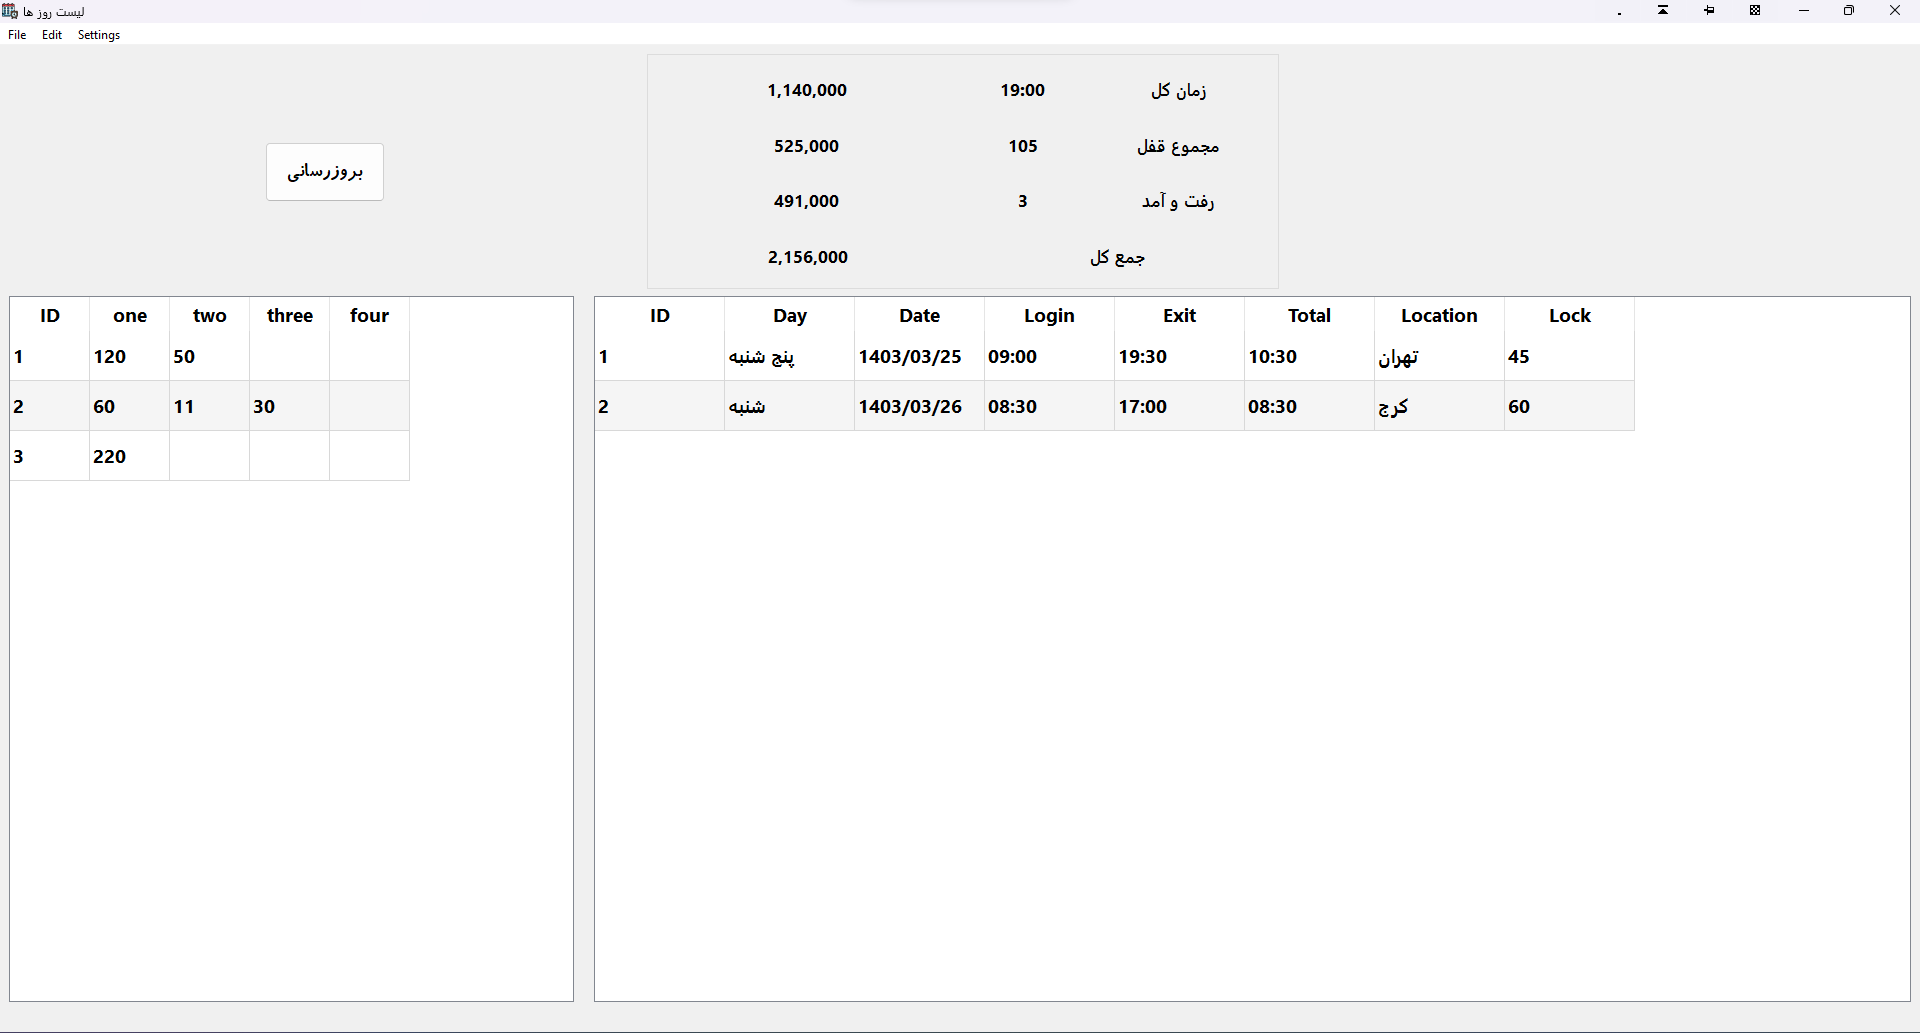 لیست روز ها
File Edit Settings
زمان کل 19:00 1,140,000
مجموع قفل 105 525,000
رفت و آمد 3 491,000
جمع کل 2,156,000
بروزرسانی
ID one two three four
1 120 50
2 60 11 30
3 220
ID Day Date Login Exit Total Location Lock
1 پنج شنبه 1403/03/25 09:00 19:30 10:30 تهران 45
2 شنبه 1403/03/26 08:30 17:00 08:30 کرج 60